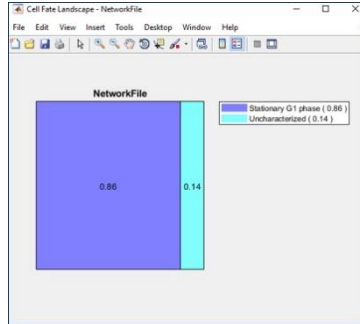 Cell Fate Landscape - NetworkFile
File Edit View Insert Tools Desktop Window Help
NetworkFile
Stationary G1 phase ( 0.86 )
Uncharacterized ( 0.14 )
0.86 0.14